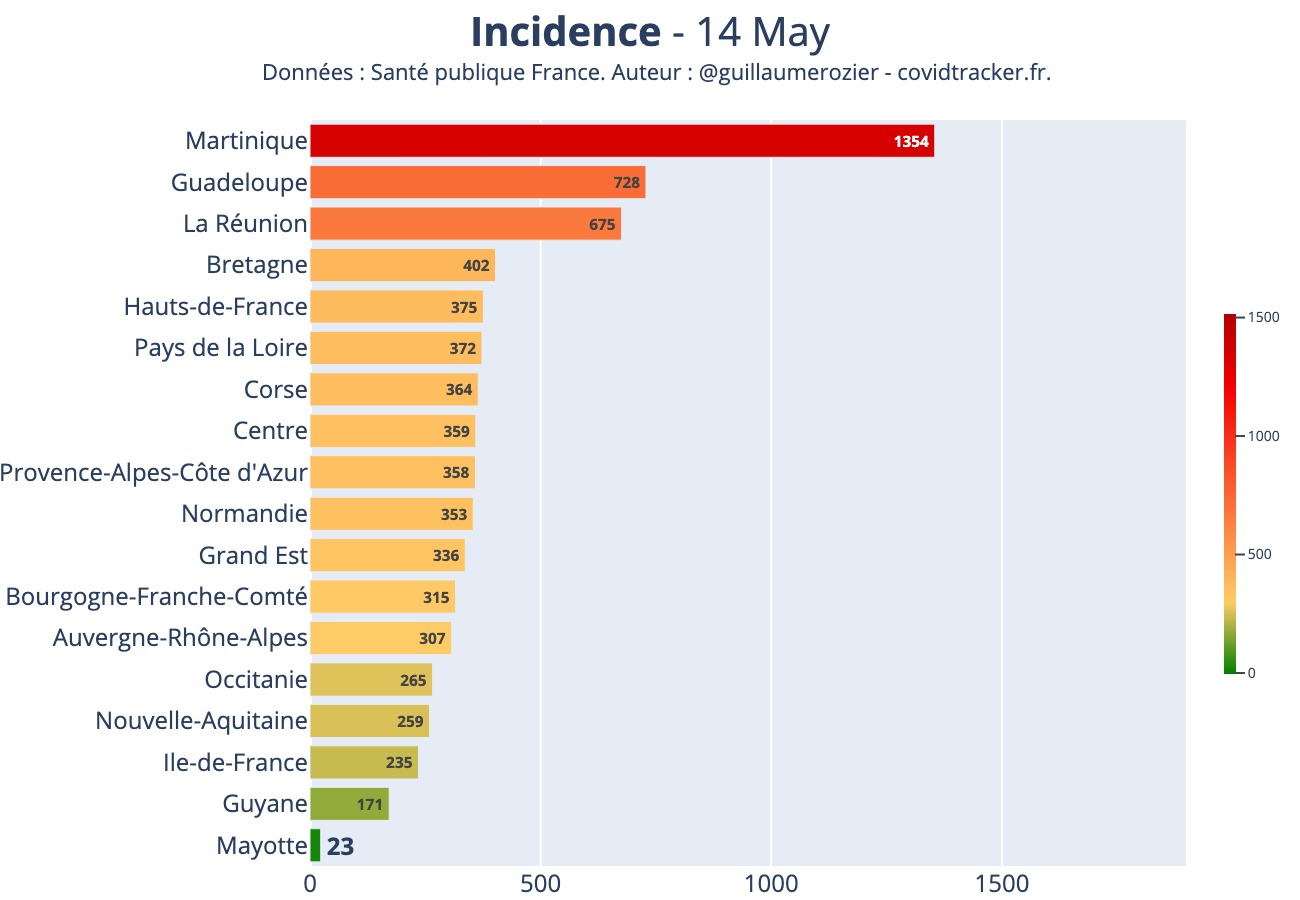 Incidence - 14 May
Données : Santé publique France. Auteur : @guillaumerozier - covidtracker.fr.
Martinique 1354
Guadeloupe 728
La Réunion 675
Bretagne 402
Hauts-de-France 375
Pays de la Loire 372
Corse 364
Centre 359
Provence-Alpes-Côte d'Azur 358
Normandie 353
Grand Est 336
Bourgogne-Franche-Comté 315
Auvergne-Rhône-Alpes 307
Occitanie 265
Nouvelle-Aquitaine 259
Ile-de-France 235
Guyane 171
Mayotte 23
0 500 1000 1500
1500
1000
500
0